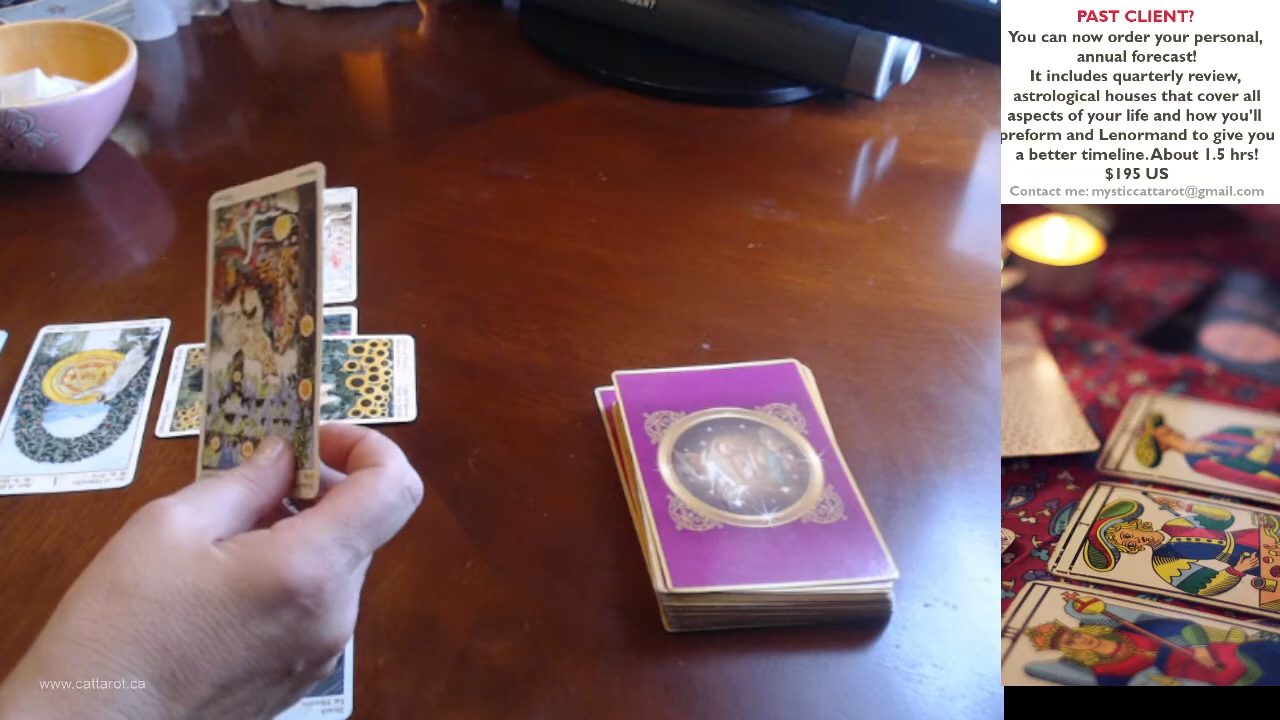 PAST CLIENT?
You can now order your personal,
annual forecast!
It includes quarterly review,
astrological houses that cover all
aspects of your life and how you'll
preform and Lenormand to give you
a better timeline. About 1.5 hrs!
$195 US
Contact me: mysticcattarot@gmail.com
www.cattarot.ca